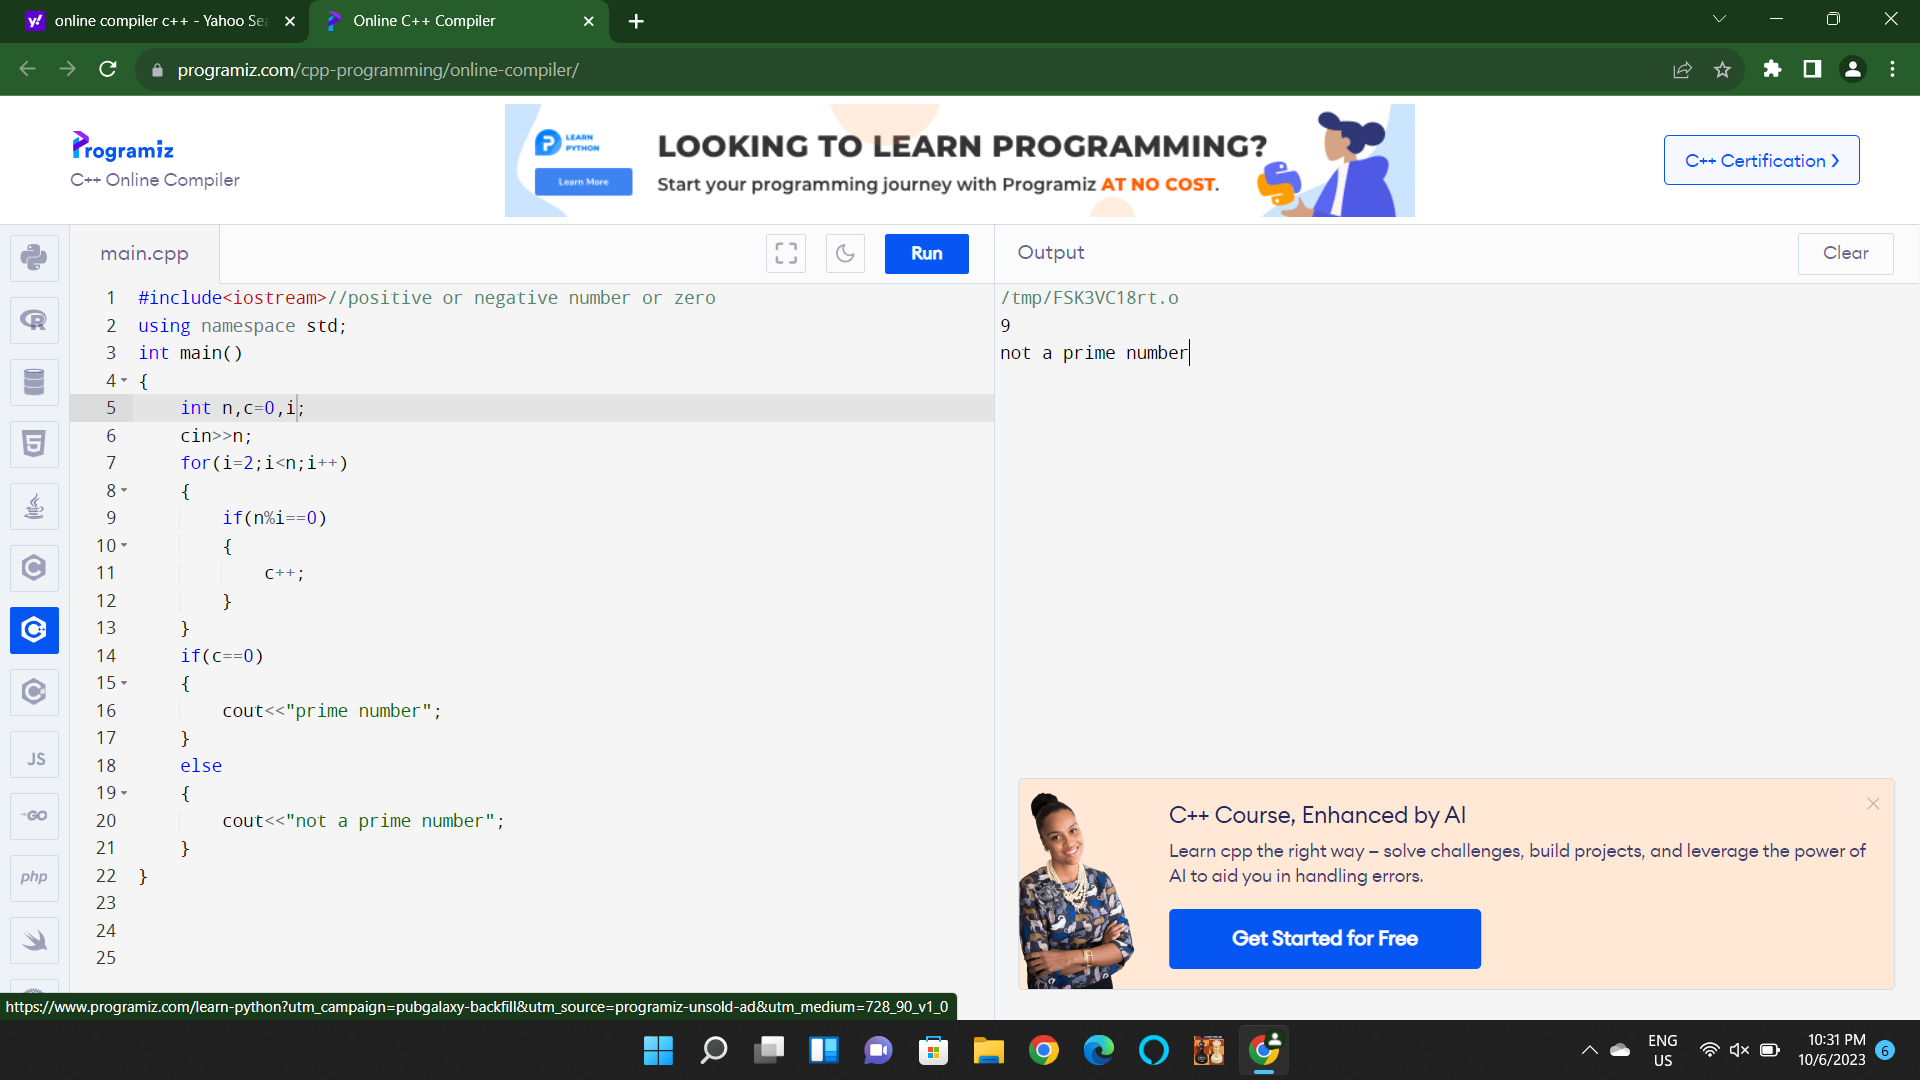 online compiler c++ - Yahoo Sea
Online C++ Compiler
programiz.com/cpp-programming/online-compiler/
Programiz
C++ Online Compiler
LEARN
PYTHON
Learn More
LOOKING TO LEARN PROGRAMMING?
Start your programming journey with Programiz AT NO COST.
C++ Certification
main.cpp
Run
Output
Clear
1 #include<iostream>//positive or negative number or zero
2 using namespace std;
3 int main()
4 {
5 int n,c=0,i;
6 cin>>n;
7 for(i=2;i<n;i++)
8 {
9 if(n%i==0)
10 {
11 c++;
12 }
13 }
14 if(c==0)
15 {
16 cout<<"prime number";
17 }
18 else
19 {
20 cout<<"not a prime number";
21 }
22 }
23
24
25
/tmp/FSK3VC18rt.o
9
not a prime number
JS
GO
php
C++ Course, Enhanced by AI
Learn cpp the right way – solve challenges, build projects, and leverage the power of
AI to aid you in handling errors.
Get Started for Free
https://www.programiz.com/learn-python?utm_campaign=pubgalaxy-backfill&utm_source=programiz-unsold-ad&utm_medium=728_90_v1_0
ENG
US
10:31 PM
10/6/2023
6